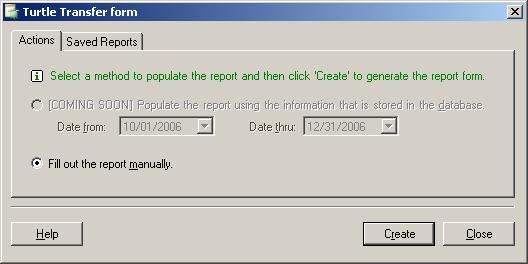 Turtle Transfer form
Actions Saved Reports
Select a method to populate the report and then click 'Create' to generate the report form.
[COMING SOON] Populate the report using the information that is stored in the database.
Date from: 10/01/2006 Date thru: 12/31/2006
Fill out the report manually.
Help Create Close